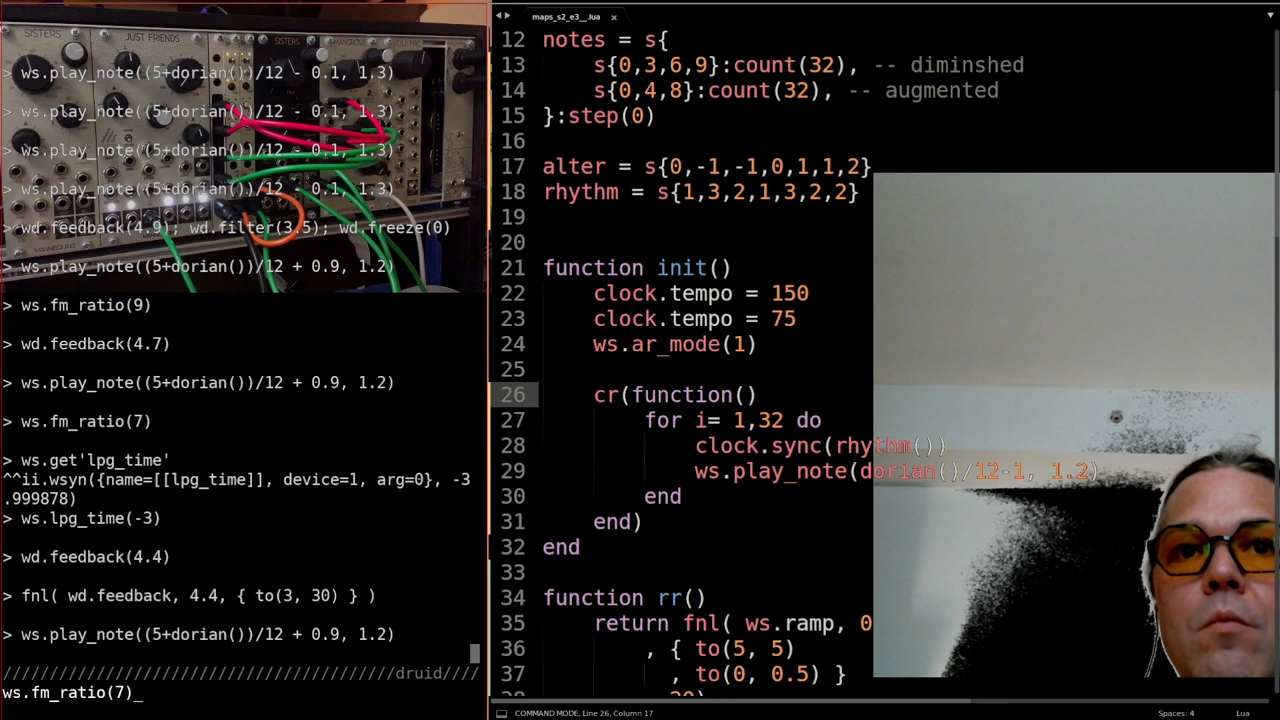 SISTERS
JUST FRIENDS
SISTERS
MANGROVE
> ws.play_note((5+dorian())/12 - 0.1, 1.3)
> ws.play_note((5+dorian())/12 - 0.1, 1.3)
> ws.play_note((5+dorian())/12 - 0.1, 1.3)
> ws.play_note((5+dorian())/12 - 0.1, 1.3)
> wd.feedback(4.9); wd.filter(3.5); wd.freeze(0)
> ws.play_note((5+dorian())/12 + 0.9, 1.2)
> ws.fm_ratio(9)
> wd.feedback(4.7)
> ws.play_note((5+dorian())/12 + 0.9, 1.2)
> ws.fm_ratio(7)
> ws.get'lpg_time'
^^ii.wsyn({name=[[lpg_time]], device=1, arg=0}, -3
.999878)
> ws.lpg_time(-3)
> wd.feedback(4.4)
> fnl( wd.feedback, 4.4, { to(3, 30) } )
> ws.play_note((5+dorian())/12 + 0.9, 1.2)
//////////////////////////////////////////druid////
ws.fm_ratio(7)_
maps_s2_e3__.lua ×
12 notes = s{
13 s{0,3,6,9}:count(32), -- diminshed
14 s{0,4,8}:count(32), -- augmented
15 }:step(0)
16
17 alter = s{0,-1,-1,0,1,1,2}
18 rhythm = s{1,3,2,1,3,2,2}
19
20
21 function init()
22 clock.tempo = 150
23 clock.tempo = 75
24 ws.ar_mode(1)
25
26 cr(function()
27 for i= 1,32 do
28 clock.sync(rhythm())
29 ws.play_note(dorian()/12-1, 1.2)
30 end
31 end)
32 end
33
34 function rr()
35 return fnl( ws.ramp, 0
36 , { to(5, 5)
37 , to(0, 0.5) }
COMMAND MODE, Line 26, Column 17
Spaces: 4
Lua